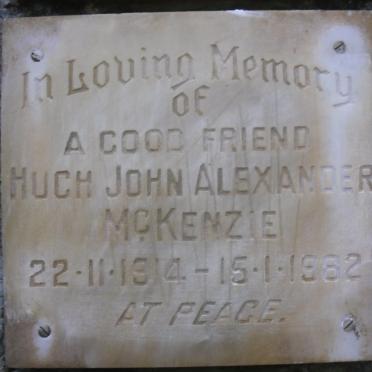 In Loving Memory
OF
A GOOD FRIEND
HUGH JOHN ALEXANDER
McKENZIE
22·11·1914–15·1·1982
AT PEACE.